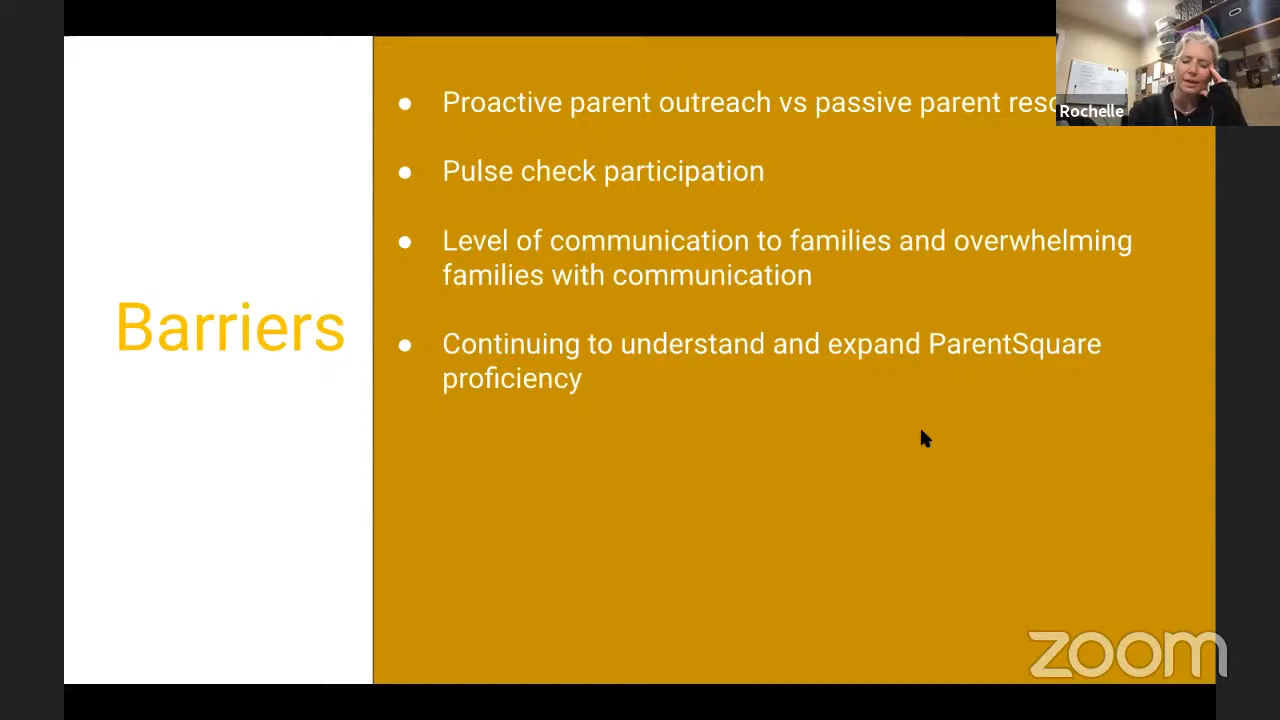 Proactive parent outreach vs passive parent
Rochelle
Pulse check participation
Level of communication to families and overwhelming
families with communication
Barriers
Continuing to understand and expand ParentSquare
proficiency
zoom